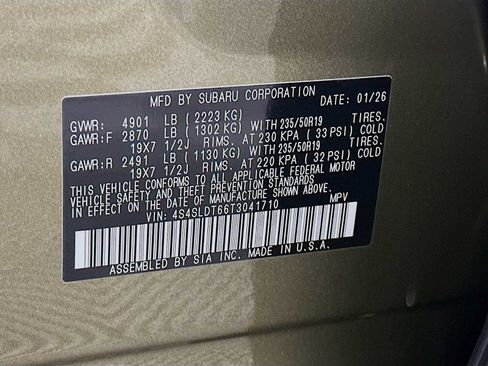 MFD BY SUBARU CORPORATION DATE: 01/26
GVWR: 4901 LB ( 2223 KG) TIRES.
GAWR:F 2870 LB ( 1302 KG) WITH 235/50R19
19X7 1/2J RIMS. AT 230 KPA ( 33 PSI) COLD
GAWR:R 2491 LB ( 1130 KG) WITH 235/50R19 TIRES.
19X7 1/2J RIMS. AT 220 KPA ( 32 PSI) COLD
THIS VEHICLE CONFORMS TO ALL APPLICABLE FEDERAL MOTOR
VEHICLE SAFETY AND THEFT PREVENTION STANDARDS
IN EFFECT ON THE DATE OF MANUFACTURE SHOWN ABOVE.
VIN: 4S4SLDT66T3041710 MPV
ASSEMBLED BY SIA INC. MADE IN U.S.A.